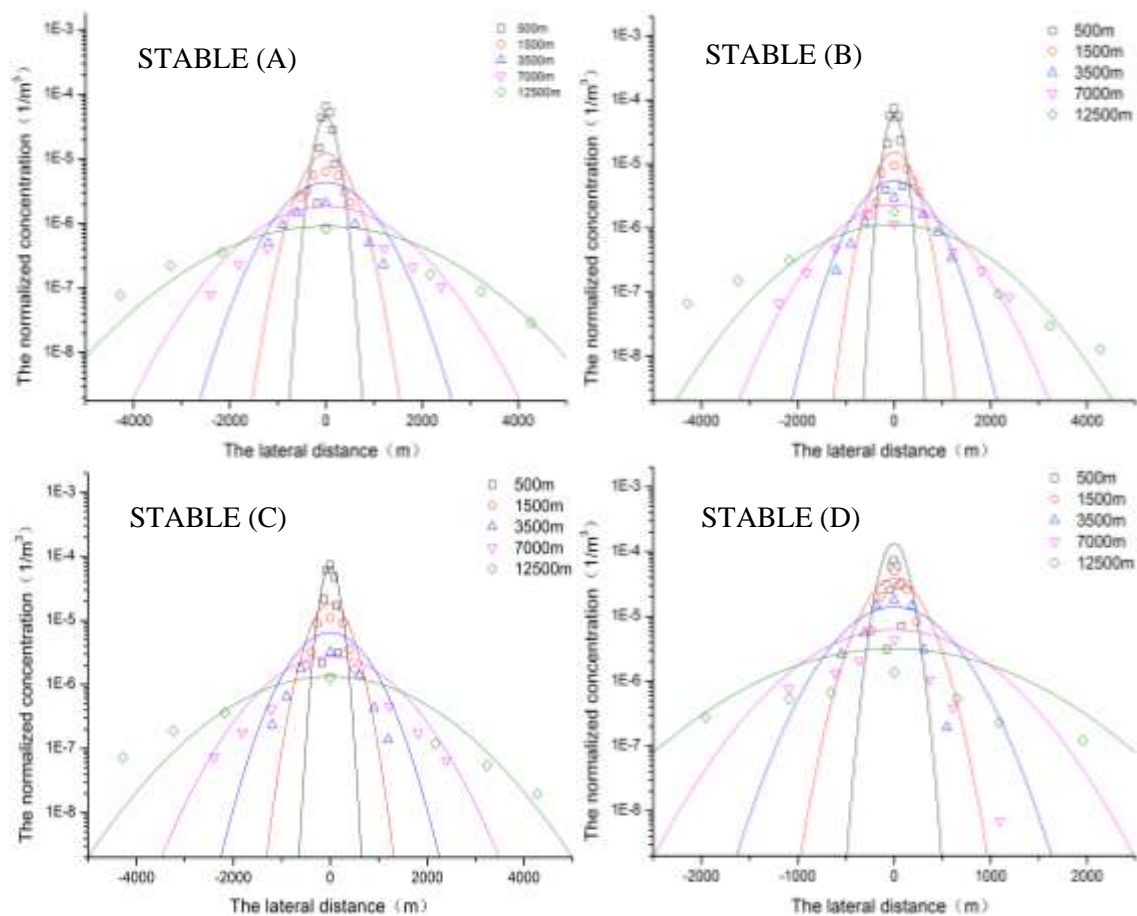 1E-3
1E-4
1E-5
1E-6
1E-7
1E-8
The normalized concentration（1/m³）
STABLE (A)
500m
1500m
3500m
7000m
12500m
-4000
-2000
0
2000
4000
The lateral distance（m）
1E-3
1E-4
1E-5
1E-6
1E-7
1E-8
The normalized concentration（1/m³）
STABLE (B)
500m
1500m
3500m
7000m
12500m
-4000
-2000
0
2000
4000
The lateral distance（m）
1E-3
1E-4
1E-5
1E-6
1E-7
1E-8
The normalized concentration（1/m³）
STABLE (C)
500m
1500m
3500m
7000m
12500m
-4000
-2000
0
2000
4000
The lateral distance（m）
1E-3
1E-4
1E-5
1E-6
1E-7
1E-8
The normalized concentration（1/m³）
STABLE (D)
500m
1500m
3500m
7000m
12500m
-2000
-1000
0
1000
2000
The lateral distance（m）